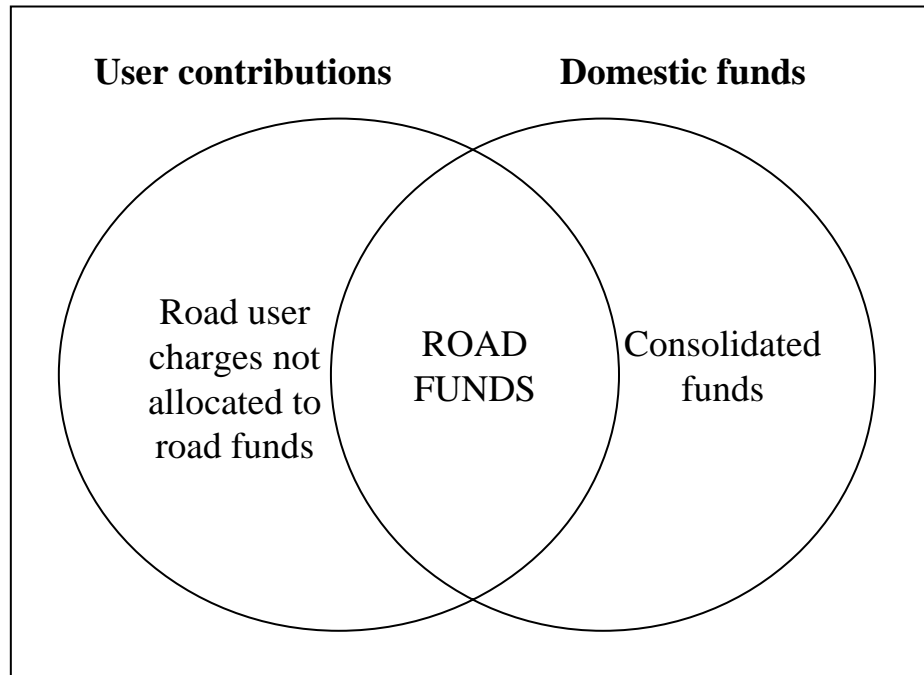 User contributions
Domestic funds
Road user
charges not
allocated to
road funds
ROAD
FUNDS
Consolidated
funds